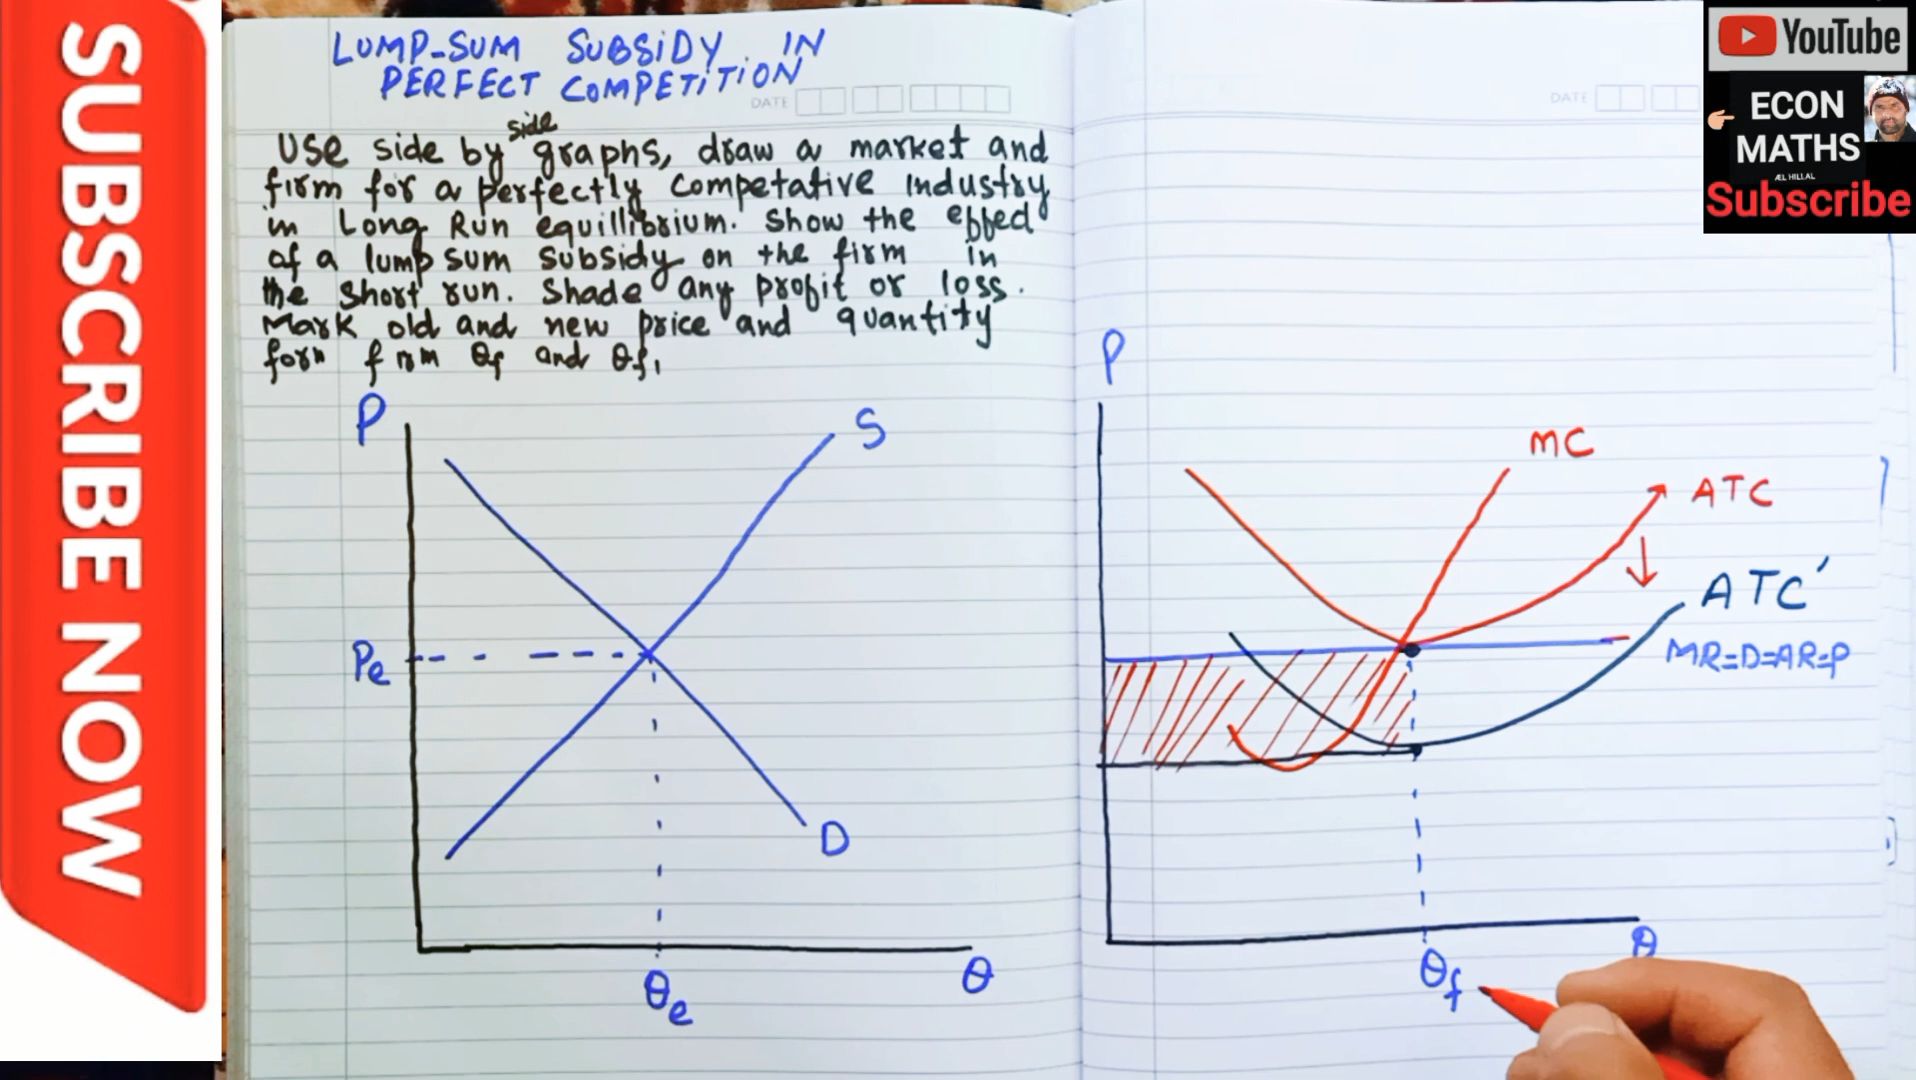 SUBSCRIBE NOW
LUMP-SUM SUBSIDY IN
PERFECT COMPETITION
DATE
DATE
YouTube
ECON
MATHS
ÆL HILLAL
Subscribe
side
Use side by graphs, draw a market and
firm for a perfectly competative industry
in Long Run equillibrium. Show the effect
of a lump sum subsidy on the firm in
the short run. Shade any profit or loss.
Mark old and new price and quantity
for firm Qf and Qf1
P
S
Pe
D
Qe
Q
P
MC
ATC
ATC'
MR=D=AR=P
Qf
Q